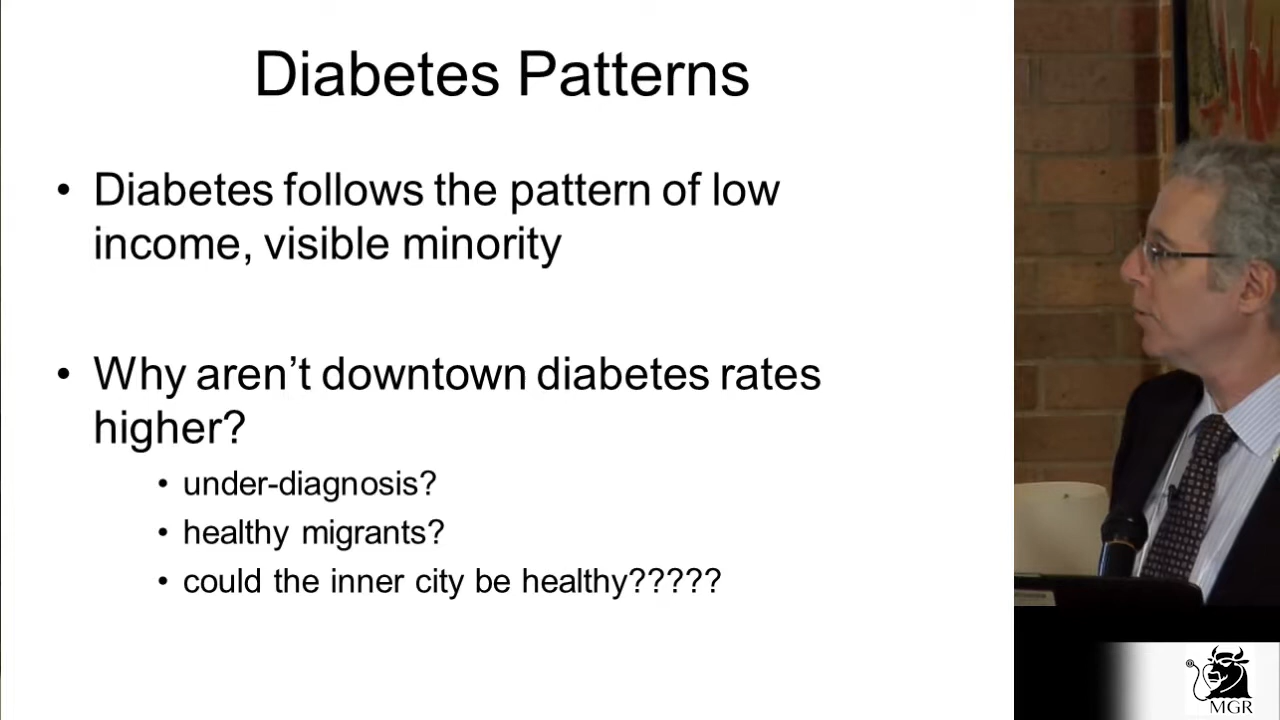 Diabetes Patterns
• Diabetes follows the pattern of low
income, visible minority
• Why aren’t downtown diabetes rates
higher?
• under-diagnosis?
• healthy migrants?
• could the inner city be healthy?????
MGR